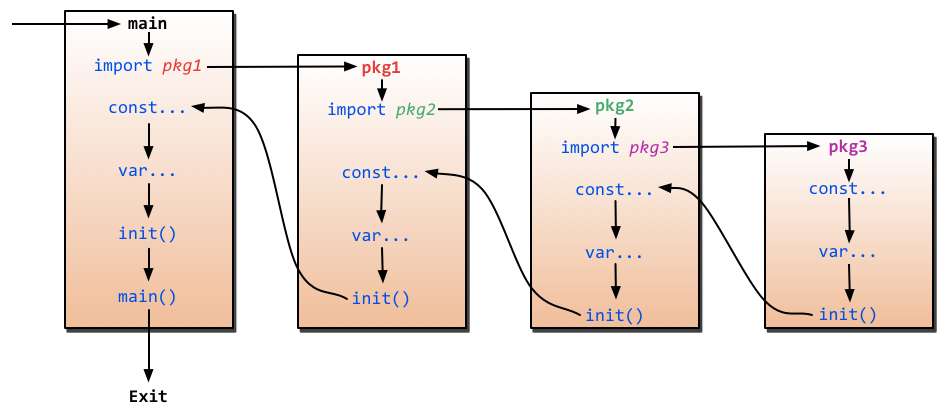 main
import pkg1
const...
var...
init()
main()
Exit
pkg1
import pkg2
const...
var...
init()
pkg2
import pkg3
const...
var...
init()
pkg3
const...
var...
init()